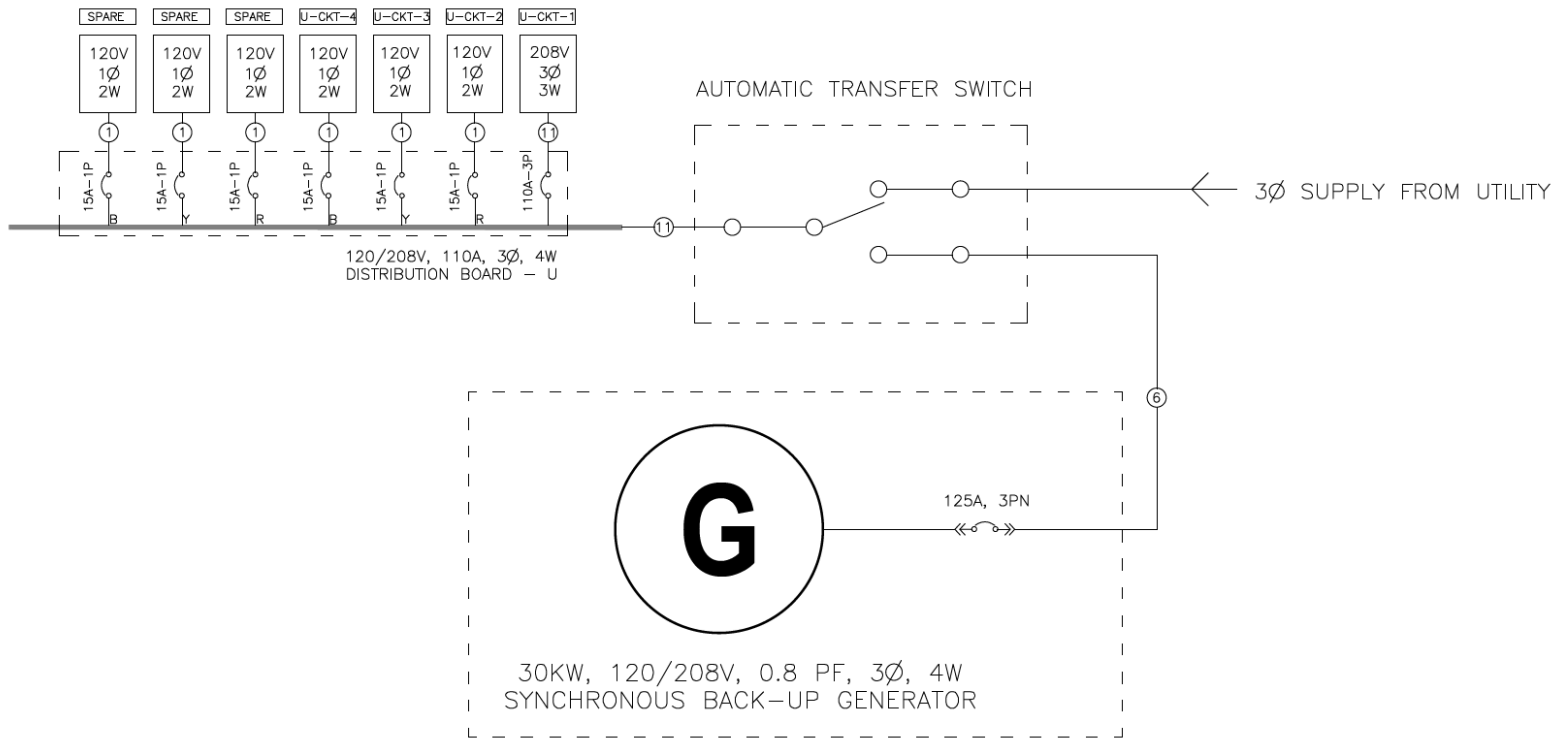 SPARE
SPARE
SPARE
U-CKT-4
U-CKT-3
U-CKT-2
U-CKT-1
120V
1Ø
2W
120V
1Ø
2W
120V
1Ø
2W
120V
1Ø
2W
120V
1Ø
2W
120V
1Ø
2W
208V
3Ø
3W
1
1
1
1
1
1
11
15A-1P
15A-1P
15A-1P
15A-1P
15A-1P
15A-1P
110A-3P
B
Y
R
B
Y
R
11
120/208V, 110A, 3Ø, 4W
DISTRIBUTION BOARD - U
AUTOMATIC TRANSFER SWITCH
3Ø SUPPLY FROM UTILITY
6
125A, 3PN
G
30KW, 120/208V, 0.8 PF, 3Ø, 4W
SYNCHRONOUS BACK-UP GENERATOR